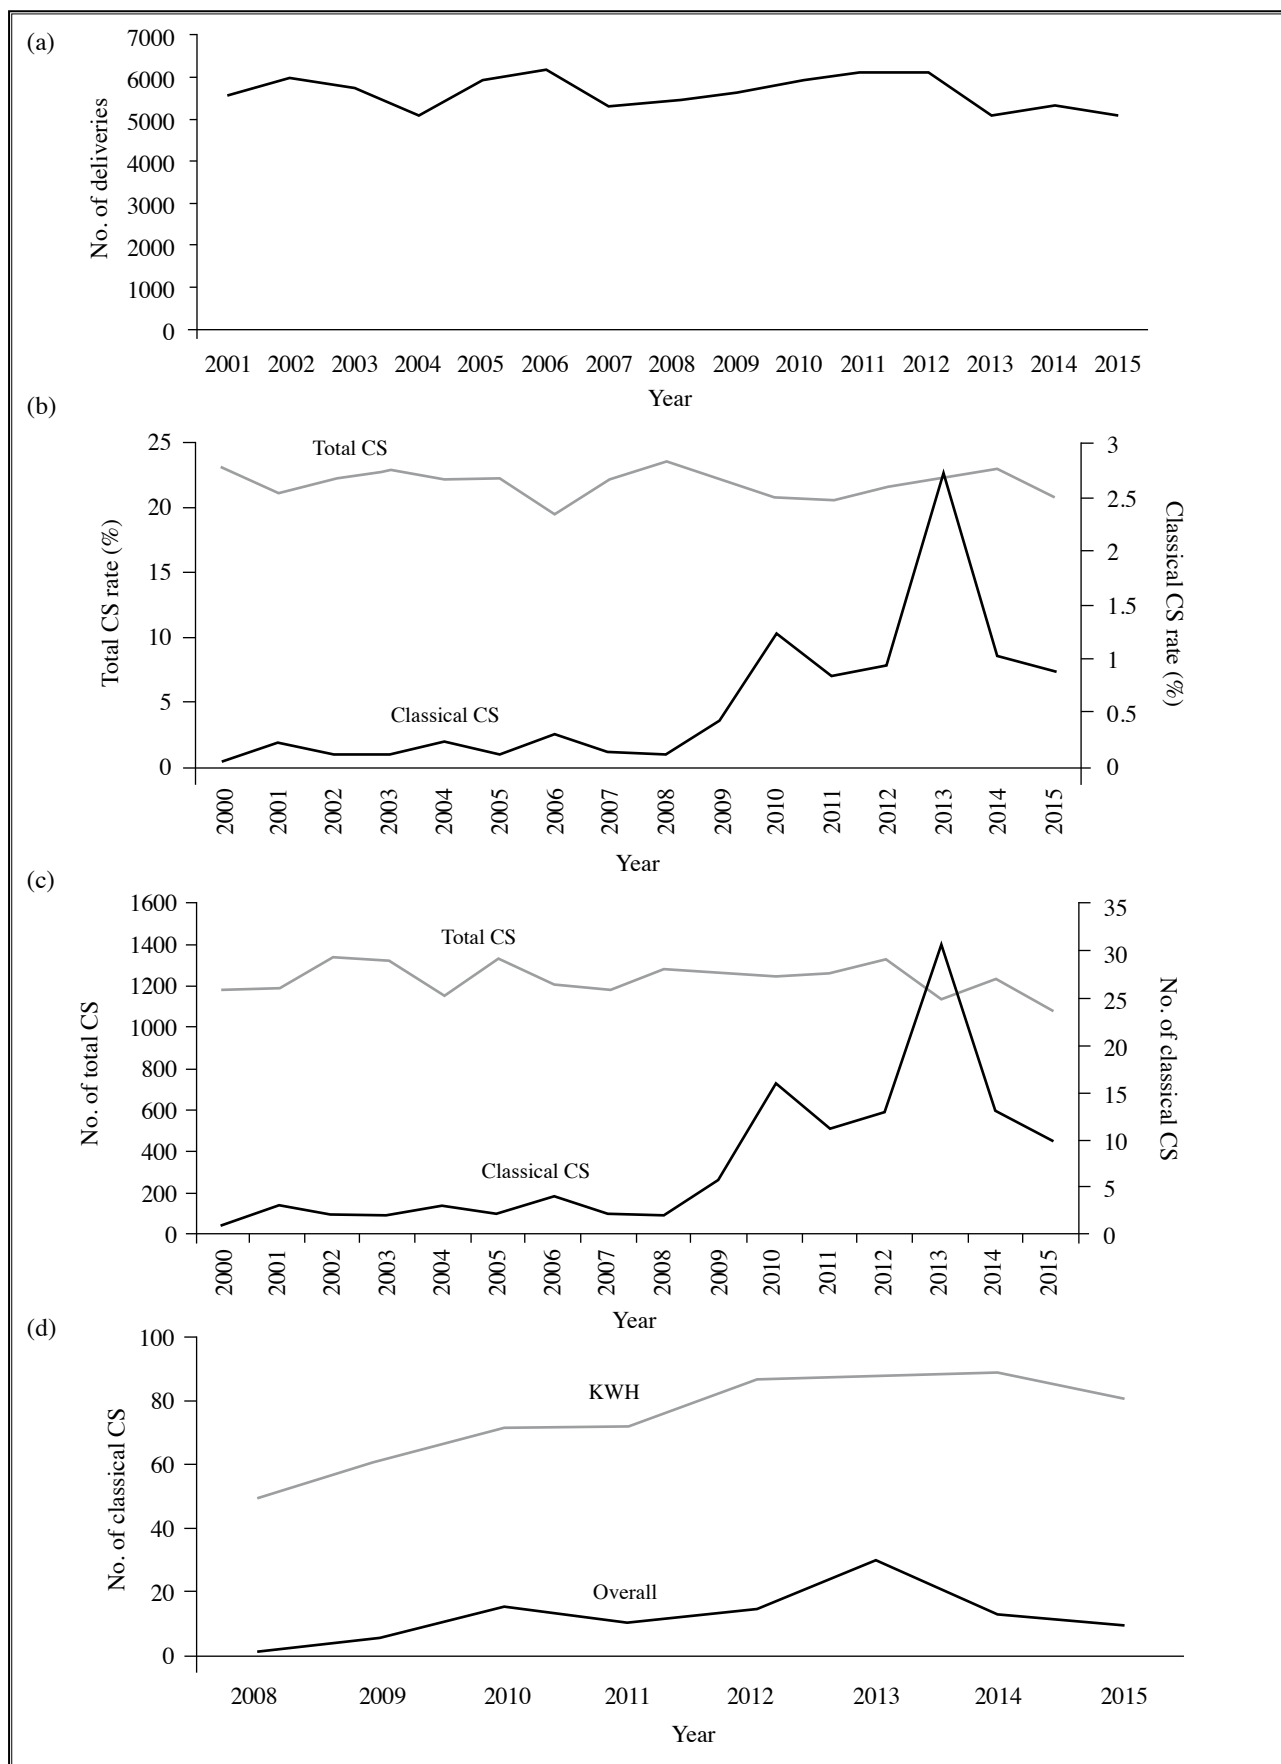 (a)
No. of deliveries
7000
6000
5000
4000
3000
2000
1000
0
2001 2002 2003 2004 2005 2006 2007 2008 2009 2010 2011 2012 2013 2014 2015
Year
(b)
Total CS rate (%)
25
20
15
10
5
0
Total CS
Classical CS
3
2.5
2
1.5
1
0.5
0
Classical CS rate (%)
2000 2001 2002 2003 2004 2005 2006 2007 2008 2009 2010 2011 2012 2013 2014 2015
Year
(c)
No. of total CS
1600
1400
1200
1000
800
600
400
200
0
Total CS
Classical CS
35
30
25
20
15
10
5
0
No. of classical CS
2000 2001 2002 2003 2004 2005 2006 2007 2008 2009 2010 2011 2012 2013 2014 2015
Year
(d)
No. of classical CS
100
80
60
40
20
0
KWH
Overall
2008 2009 2010 2011 2012 2013 2014 2015
Year